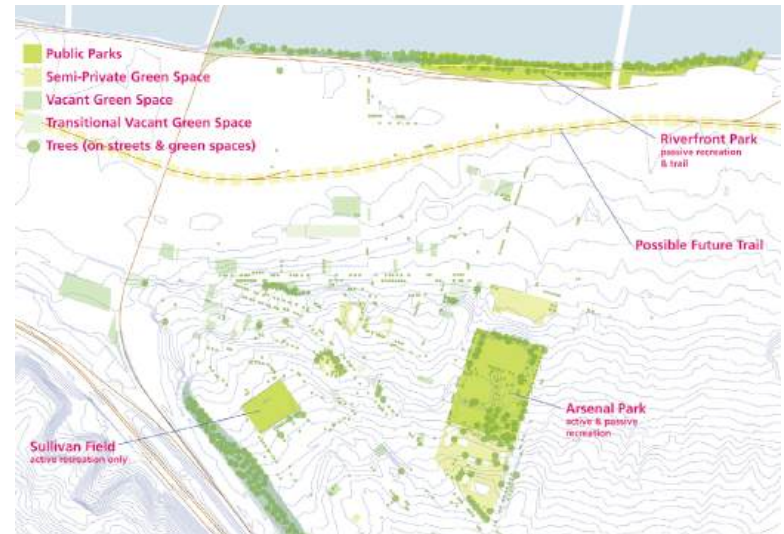 Public Parks
Semi-Private Green Space
Vacant Green Space
Transitional Vacant Green Space
Trees (on streets & green spaces)
Riverfront Park
passive recreation
& trail
Possible Future Trail
Arsenal Park
active & passive
recreation
Sullivan Field
active recreation only